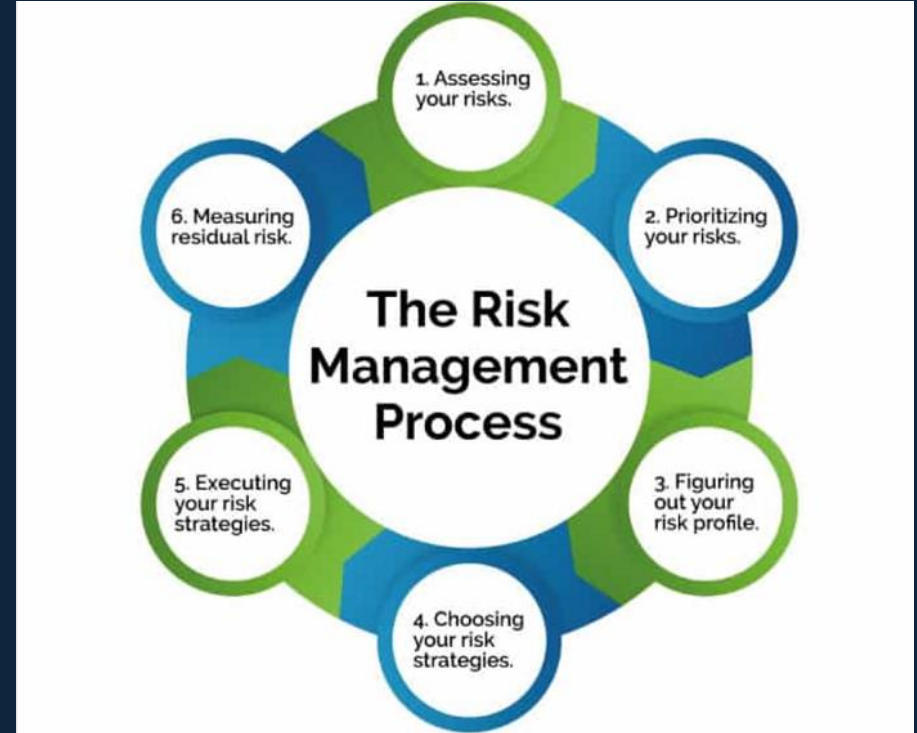 The Risk
Management
Process
1. Assessing
your risks.
2. Prioritizing
your risks.
3. Figuring
out your
risk profile.
4. Choosing
your risk
strategies.
5. Executing
your risk
strategies.
6. Measuring
residual risk.